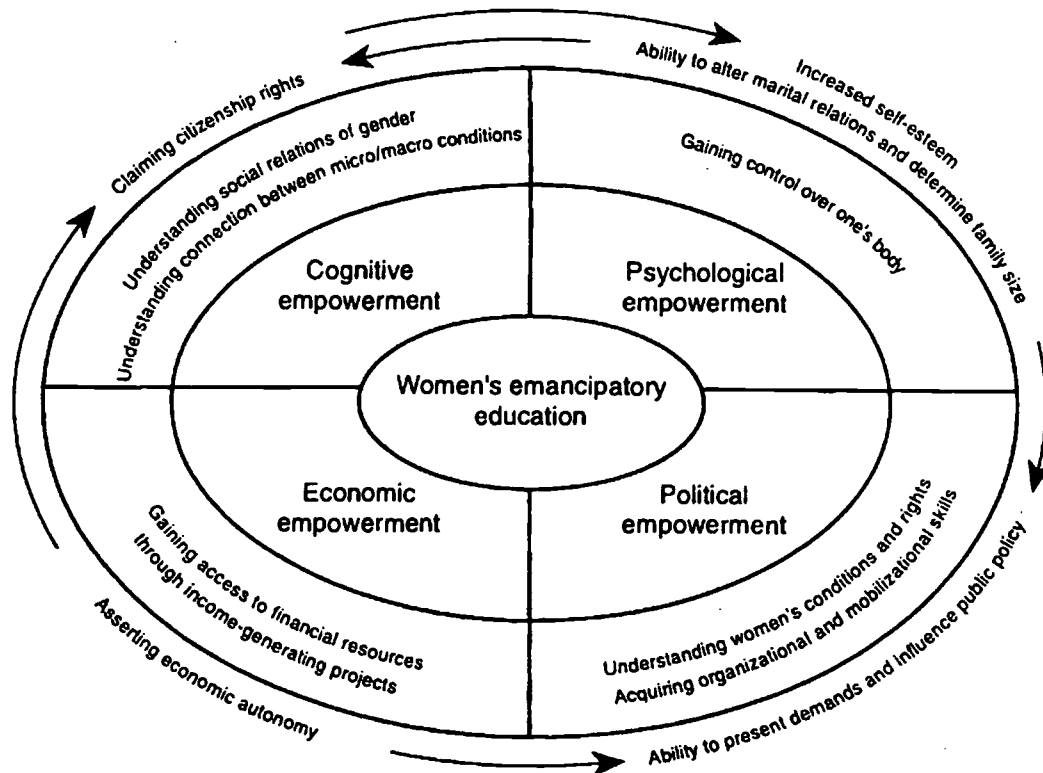 Claiming citizenship rights
Understanding social relations of gender
Understanding connection between micro/macro conditions
Cognitive
empowerment
Increased self-esteem
Ability to alter marital relations and determine family size
Gaining control over one's body
Psychological
empowerment
Women's emancipatory
education
Economic
empowerment
Gaining access to financial resources
through income-generating projects
Asserting economic autonomy
Political
empowerment
Understanding women's conditions and rights
Acquiring organizational and mobilizational skills
Ability to present demands and influence public policy